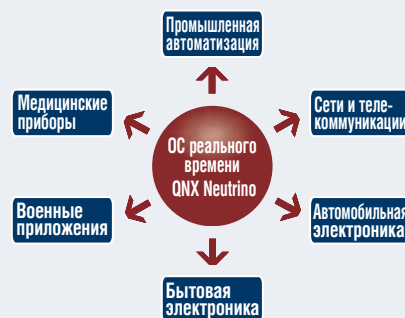 Промышленная
автоматизация
Медицинские
приборы
Сети и теле-
коммуникации
ОС реального
времени
QNX Neutrino
Военные
приложения
Автомобильная
электроника
Бытовая
электроника